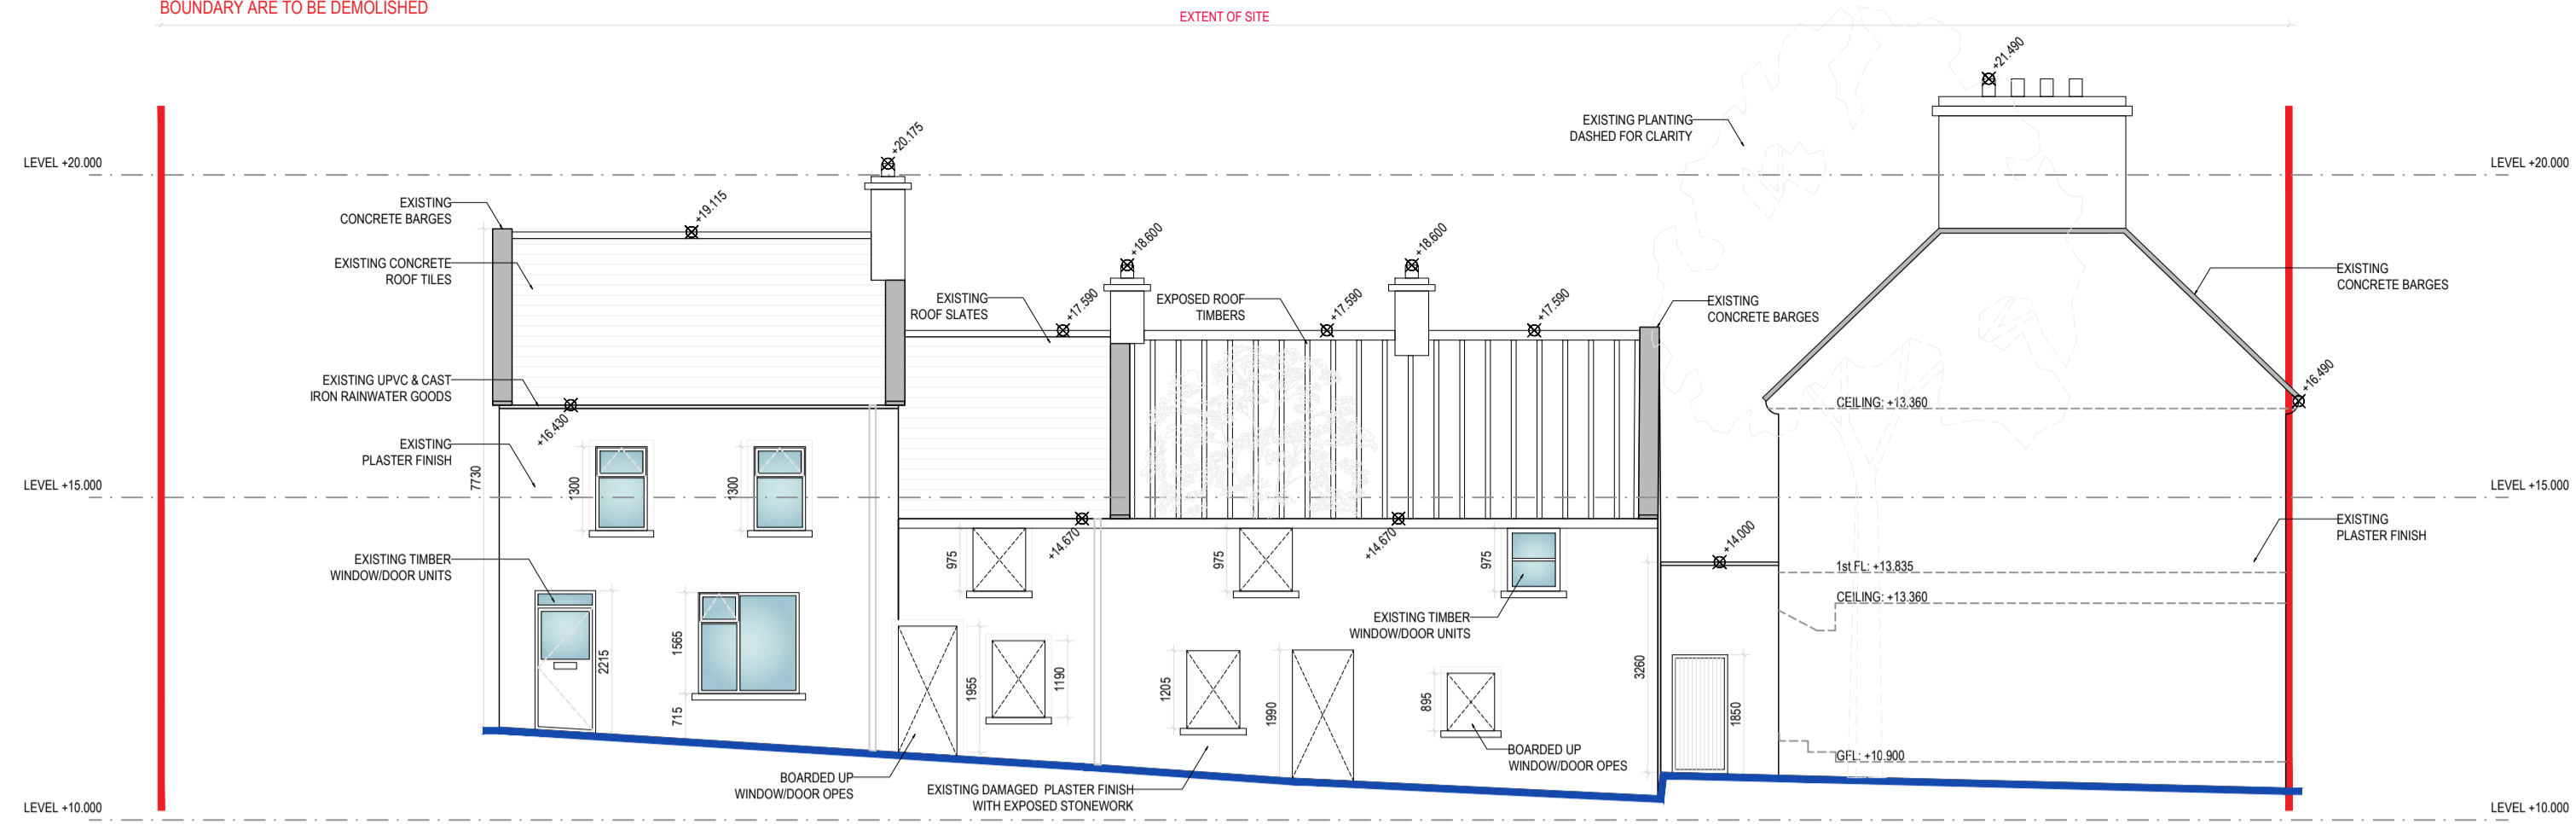 BOUNDARY ARE TO BE DEMOLISHED
EXTENT OF SITE
+21.490
EXISTING PLANTING
DASHED FOR CLARITY
+20.175
LEVEL +20.000
LEVEL +20.000
EXISTING
CONCRETE BARGES
+19.115
+18.600
+18.600
EXISTING CONCRETE
ROOF TILES
EXISTING
CONCRETE BARGES
EXISTING
ROOF SLATES
+17.590
EXPOSED ROOF
TIMBERS
+17.590
+17.590
EXISTING
CONCRETE BARGES
EXISTING UPVC & CAST
IRON RAINWATER GOODS
+16.490
+16.430
CEILING: +13.360
EXISTING
PLASTER FINISH
7730
1300
1300
LEVEL +15.000
LEVEL +15.000
EXISTING
PLASTER FINISH
+14.670
+14.670
+14.000
975
975
975
EXISTING TIMBER
WINDOW/DOOR UNITS
1st FL: +13.835
CEILING: +13.360
EXISTING TIMBER
WINDOW/DOOR UNITS
1565
2215
715
1955
1190
1205
1990
895
3260
1850
BOARDED UP
WINDOW/DOOR OPES
GFL: +10.900
BOARDED UP
WINDOW/DOOR OPES
EXISTING DAMAGED PLASTER FINISH
WITH EXPOSED STONEWORK
LEVEL +10.000
LEVEL +10.000